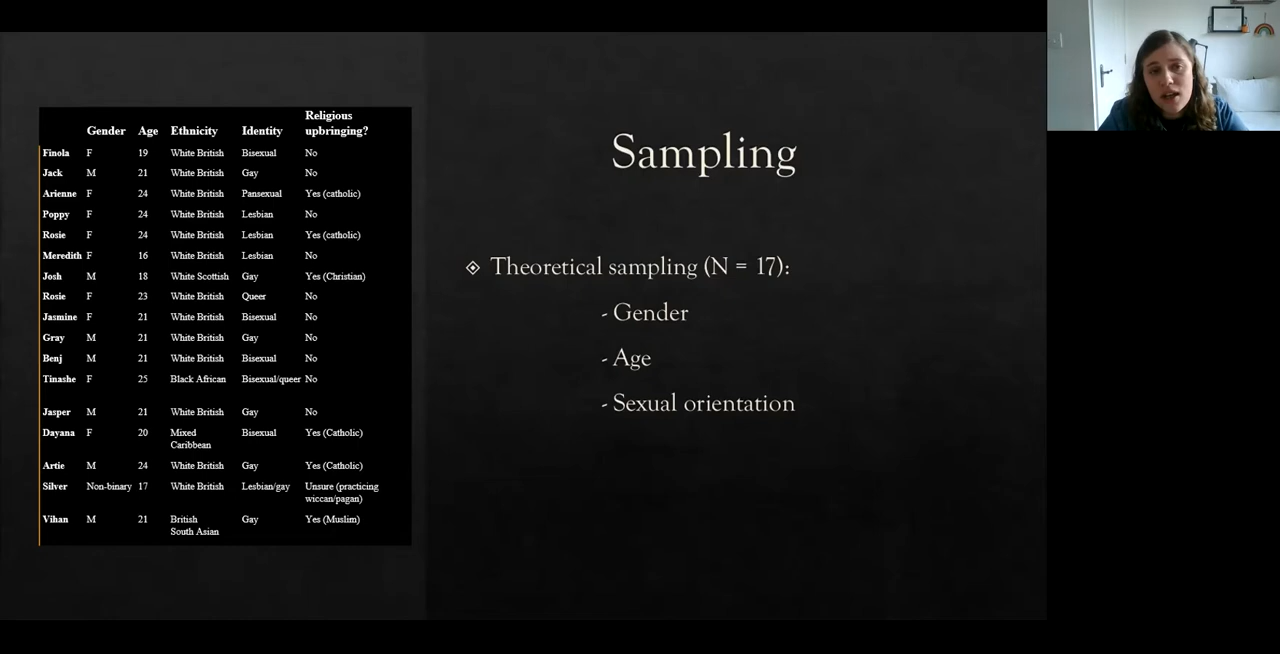 Religious
Gender Age Ethnicity Identity upbringing?
Finola F 19 White British Bisexual No
Jack M 21 White British Gay No
Arienne F 24 White British Pansexual Yes (catholic)
Poppy F 24 White British Lesbian No
Rosie F 24 White British Lesbian Yes (catholic)
Meredith F 16 White British Lesbian No
Josh M 18 White Scottish Gay Yes (Christian)
Rosie F 23 White British Queer No
Jasmine F 21 White British Bisexual No
Gray M 21 White British Gay No
Benj M 21 White British Bisexual No
Tinashe F 25 Black African Bisexual/queer No
Jasper M 21 White British Gay No
Dayana F 20 Mixed Bisexual Yes (Catholic)
Caribbean
Artie M 24 White British Gay Yes (Catholic)
Silver Non-binary 17 White British Lesbian/gay Unsure (practicing
wiccan/pagan)
Vihan M 21 British Gay Yes (Muslim)
South Asian
Sampling
Theoretical sampling (N = 17):
- Gender
- Age
- Sexual orientation